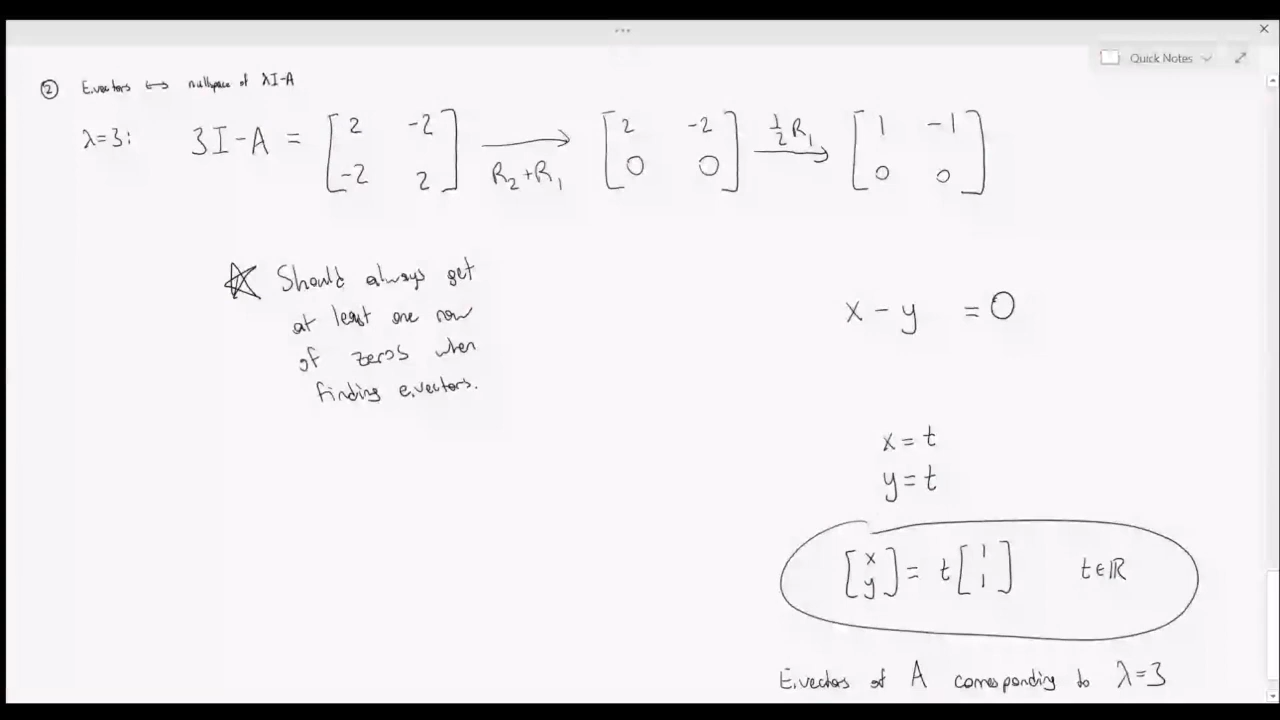 Quick Notes
② E.vectors ↔ nullspace of λI-A
λ=3: 3I-A = [2 -2; -2 2] → R₂+R₁ [2 -2; 0 0] → ½R₁ [1 -1; 0 0]
☆ Should always get
at least one row
of zeros when
finding e.vectors.
x - y = 0
x = t
y = t
[x; y] = t[1; 1] t∈ℝ
E.vectors of A corresponding to λ=3